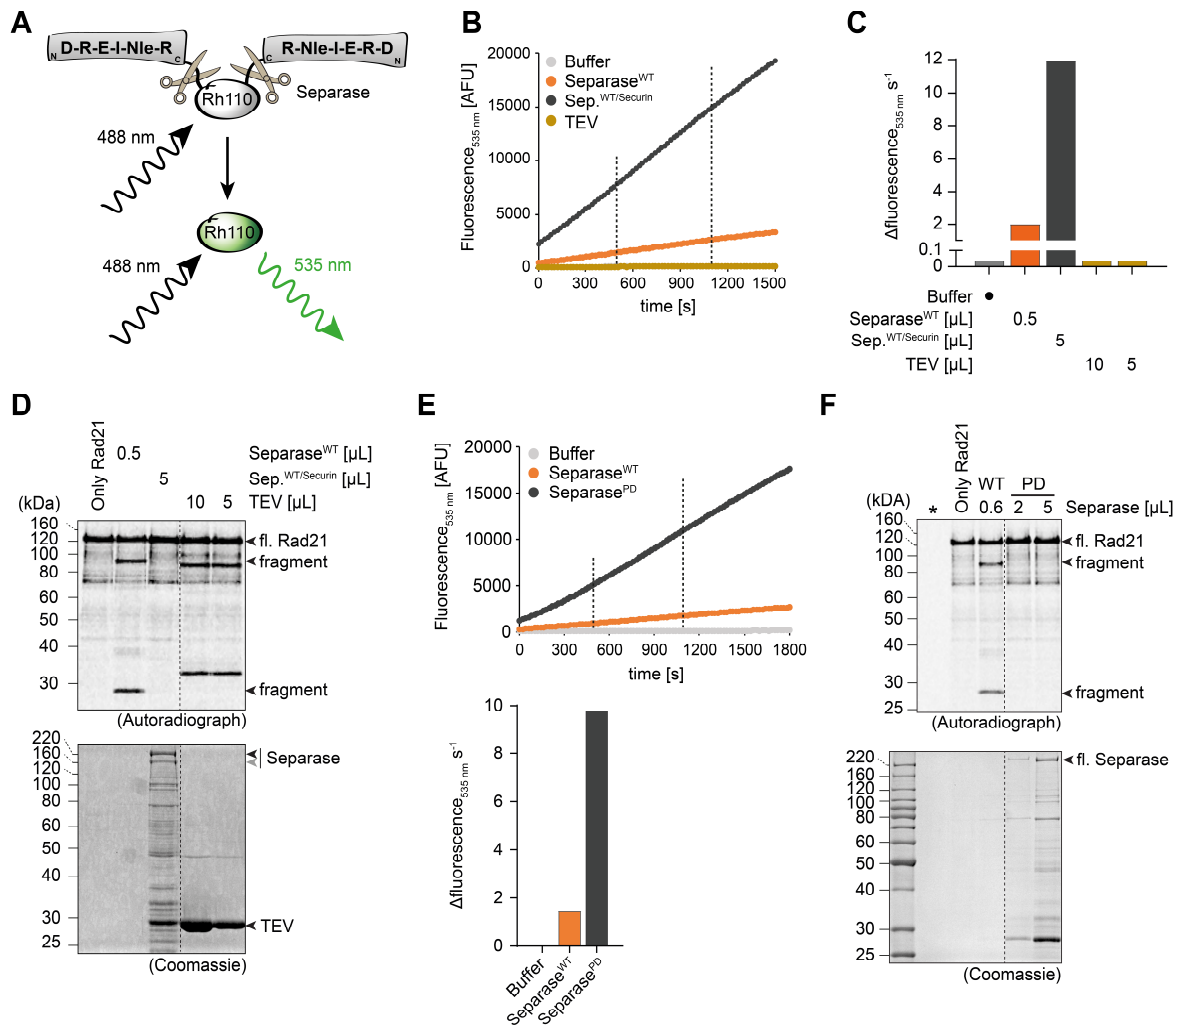 A
D-R-E-I-Nle-R
N
C
R-Nle-I-E-R-D
C
N
Rh110
Separase
488 nm
Rh110
488 nm
535 nm
B
Fluorescence535 nm [AFU]
20000
15000
10000
5000
0
Buffer
SeparaseWT
Sep.WT/Securin
TEV
0 300 600 900 1200 1500
time [s]
C
Δfluorescence535 nm s-1
12
12
8
4
2
0.1
0
Buffer ●
SeparaseWT [µL] 0.5
Sep.WT/Securin [µL] 5
TEV [µL] 10 5
D
Only Rad21
0.5 SeparaseWT [µL]
5 Sep.WT/Securin [µL]
(kDa) 10 5 TEV [µL]
160
120 fl. Rad21
100 fragment
80
60
50
40
30 fragment
(Autoradiograph)
220
160 Separase
120
100
80
60
50
40
30 TEV
25
(Coomassie)
E
Fluorescence535 nm [AFU]
20000
15000
10000
5000
0
Buffer
SeparaseWT
SeparasePD
0 300 600 900 1200 1500 1800
time [s]
Δfluorescence535 nm s-1
10
8
6
4
2
0
Buffer
SeparaseWT
SeparasePD
F
Only Rad21
WT PD
(kDA) * 0.6 2 5 Separase [µL]
160
120 fl. Rad21
100 fragment
80
60
50
40
30 fragment
25
(Autoradiograph)
220 fl. Separase
160
120
100
80
60
50
40
30
25
(Coomassie)